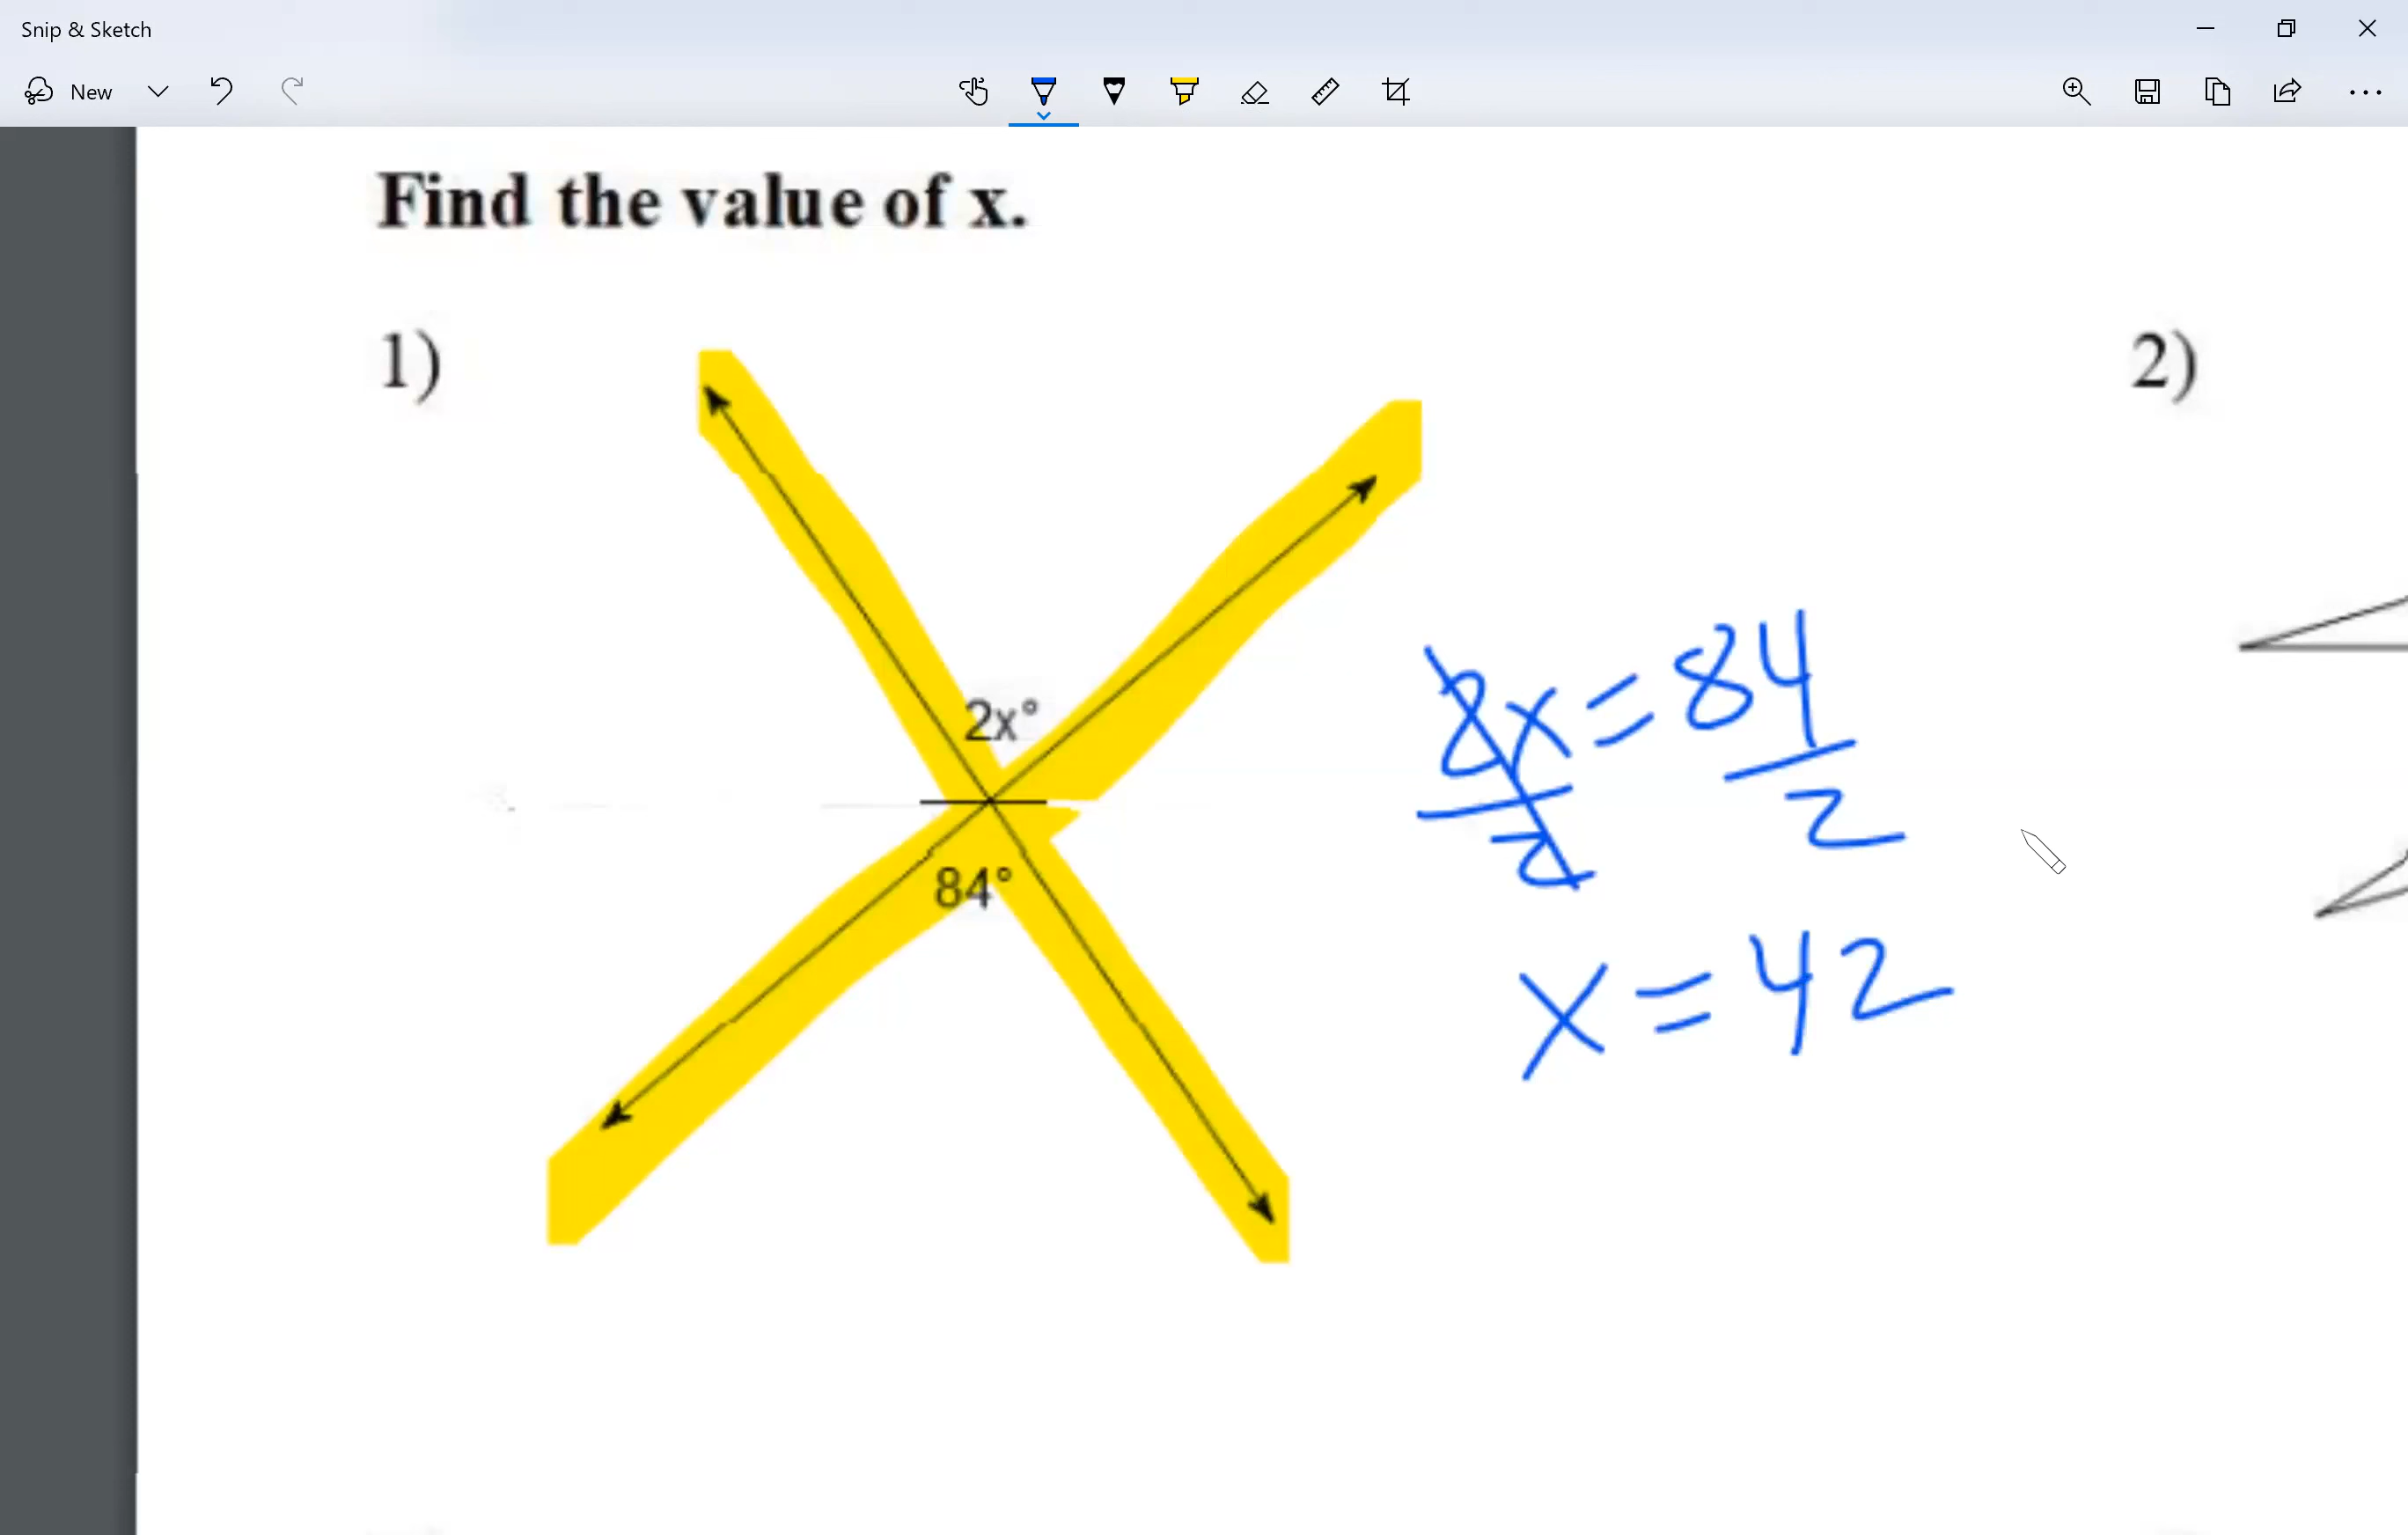 Snip & Sketch
New
Find the value of x.
1)
2)
2x°
84°
2x=84
2 2
x=42